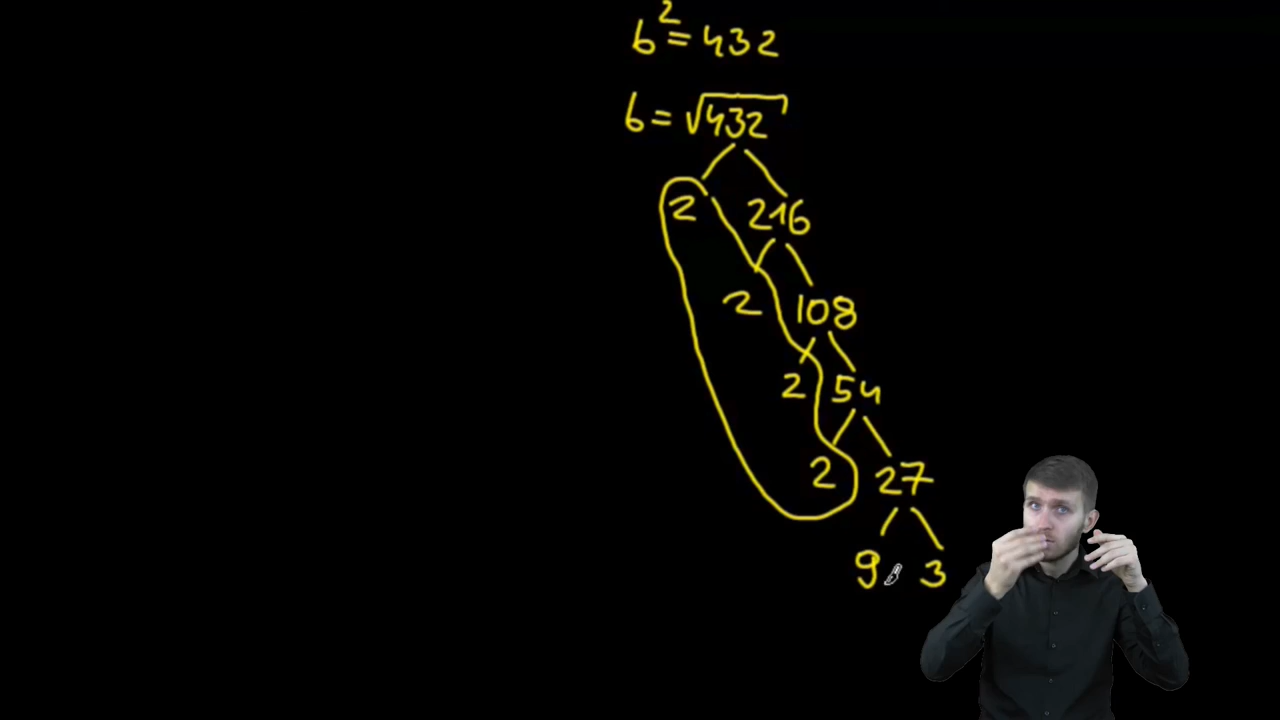 b² = 432
b = √432
2 216
2 108
2 54
2 27
9 · 3